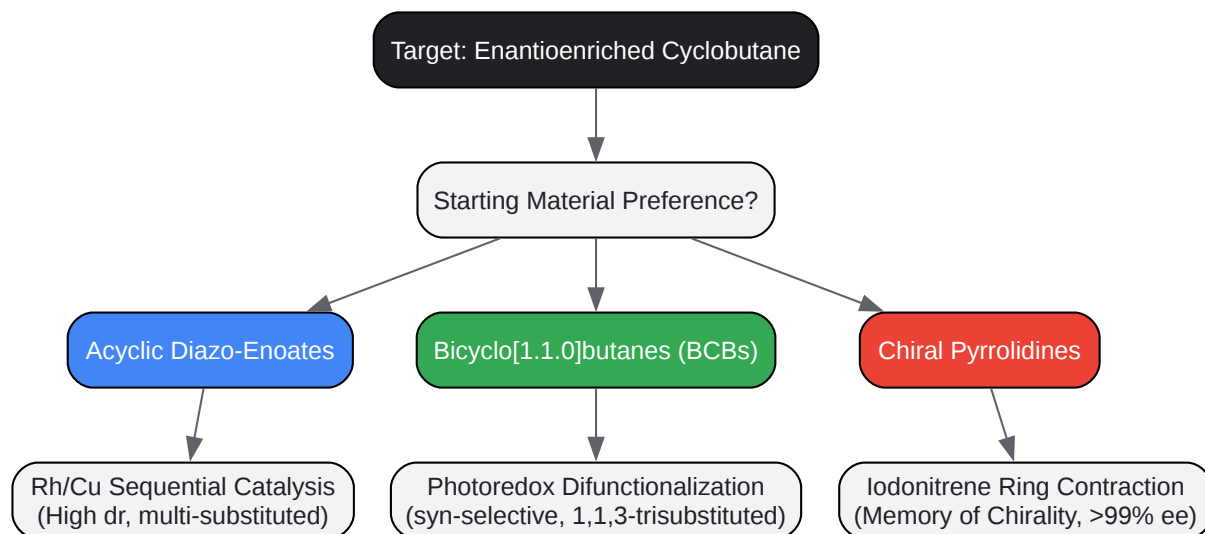 Target: Enantioenriched Cyclobutane
Starting Material Preference?
Acyclic Diazo-Enoates
Bicyclo[1.1.0]butanes (BCBs)
Chiral Pyrrolidines
Rh/Cu Sequential Catalysis
(High dr, multi-substituted)
Photoredox Difunctionalization
(syn-selective, 1,1,3-trisubstituted)
Iodonitrene Ring Contraction
(Memory of Chirality, >99% ee)